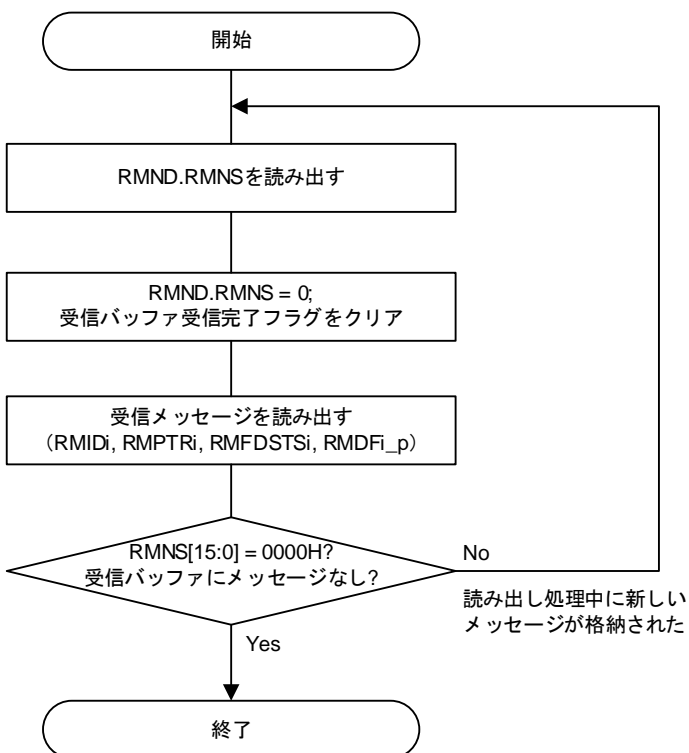 開始
RMND.RMNSを読み出す
RMND.RMNS = 0;
受信バッファ受信完了フラグをクリア
受信メッセージを読み出す
（RMIDi, RMPTRi, RMFDSTSi, RMDFi_p）
RMNS[15:0] = 0000H?
受信バッファにメッセージなし?
No
読み出し処理中に新しい
メッセージが格納された
Yes
終了